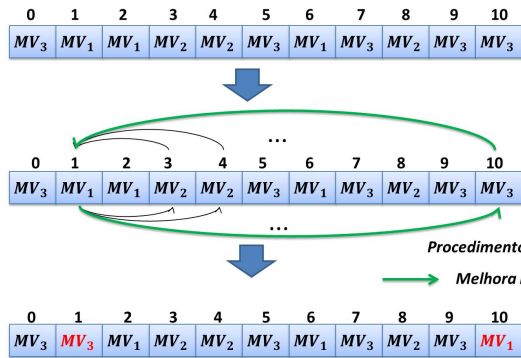 0 1 2 3 4 5 6 7 8 9 10
MV₃ MV₁ MV₁ MV₂ MV₂ MV₃ MV₁ MV₃ MV₂ MV₃ MV₃
...
0 1 2 3 4 5 6 7 8 9 10
MV₃ MV₁ MV₁ MV₂ MV₂ MV₃ MV₁ MV₃ MV₂ MV₃ MV₃
...
Procedimento
Melhora
0 1 2 3 4 5 6 7 8 9 10
MV₃ MV₃ MV₁ MV₂ MV₂ MV₃ MV₁ MV₃ MV₂ MV₃ MV₁